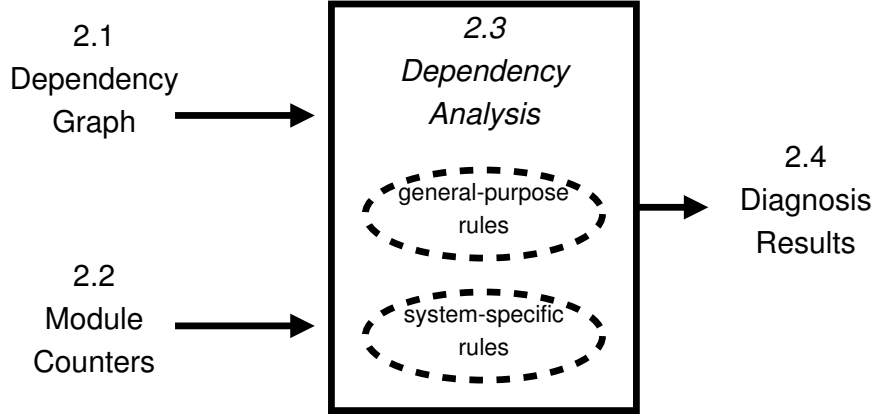 2.1
Dependency
Graph
2.2
Module
Counters
2.3
Dependency
Analysis
general-purpose
rules
system-specific
rules
2.4
Diagnosis
Results